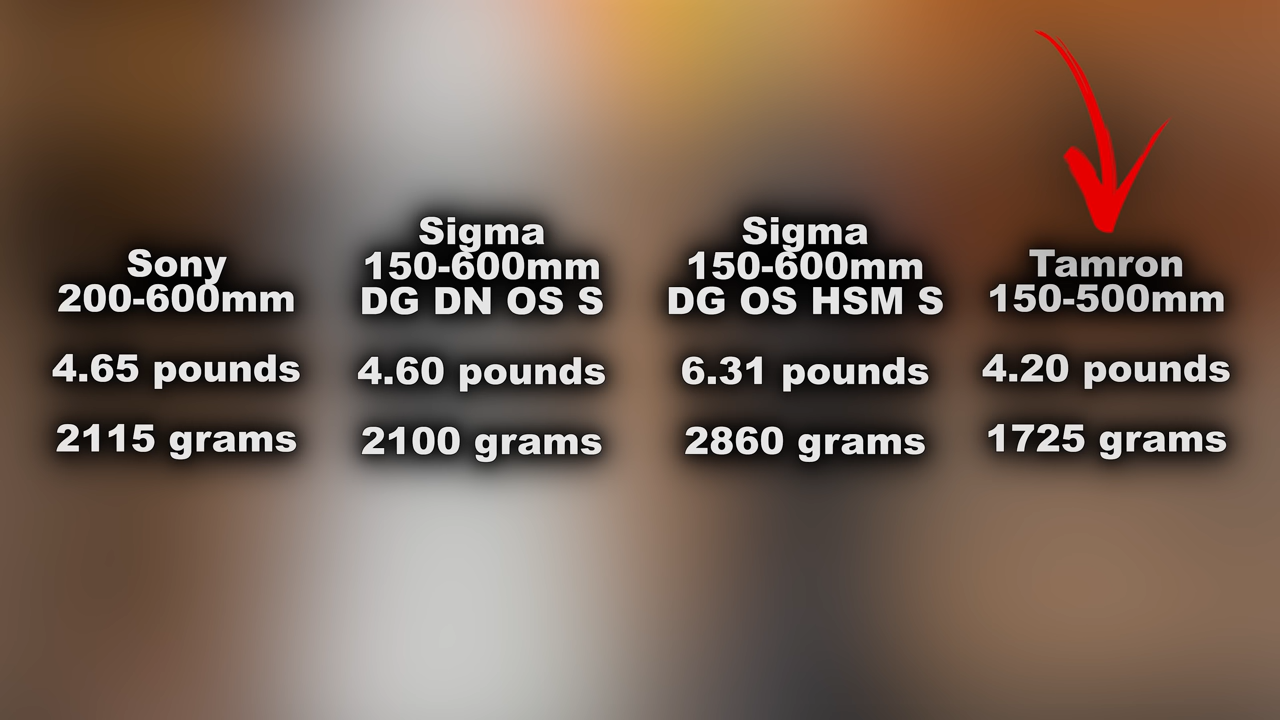 Sony
200-600mm
4.65 pounds
2115 grams
Sigma
150-600mm
DG DN OS S
4.60 pounds
2100 grams
Sigma
150-600mm
DG OS HSM S
6.31 pounds
2860 grams
Tamron
150-500mm
4.20 pounds
1725 grams